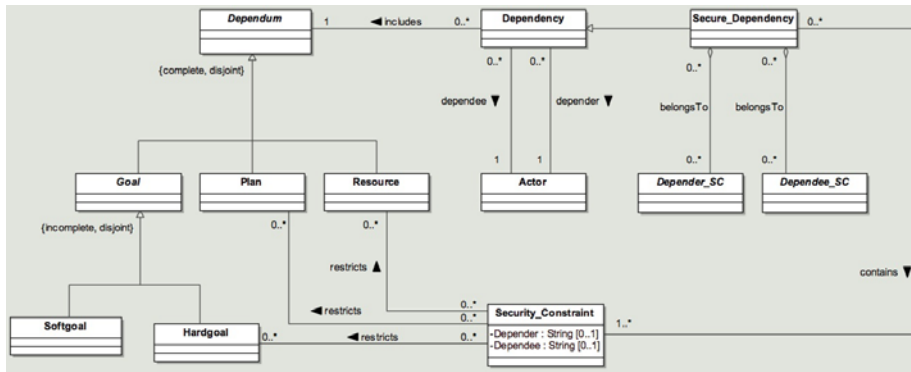 Dependum
1
◄ includes
0..*
Dependency
Secure_Dependency
0..*
{complete, disjoint}
0..*
0..*
0..*
0..*
dependee ▼
depender ▼
belongsTo
belongsTo
1
1
0..*
0..*
Goal
Plan
Resource
Actor
Depender_SC
Dependee_SC
{incomplete, disjoint}
0..*
0..*
restricts ▲
contains ▼
0..*
◄ restricts
0..*
Security_Constraint
Softgoal
Hardgoal
0..*
◄ restricts
0..*
-Depender : String [0..1]
-Dependee : String [0..1]
1..*